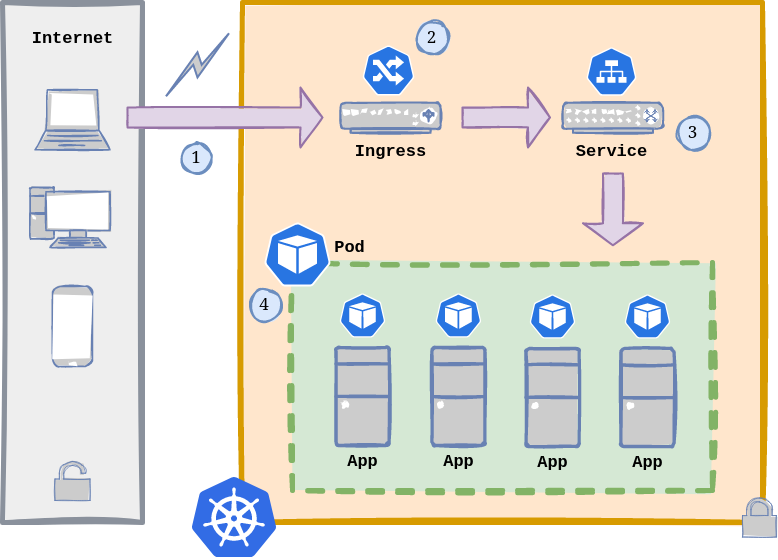 Internet
1
2
Ingress
Service
3
Pod
4
App
App
App
App